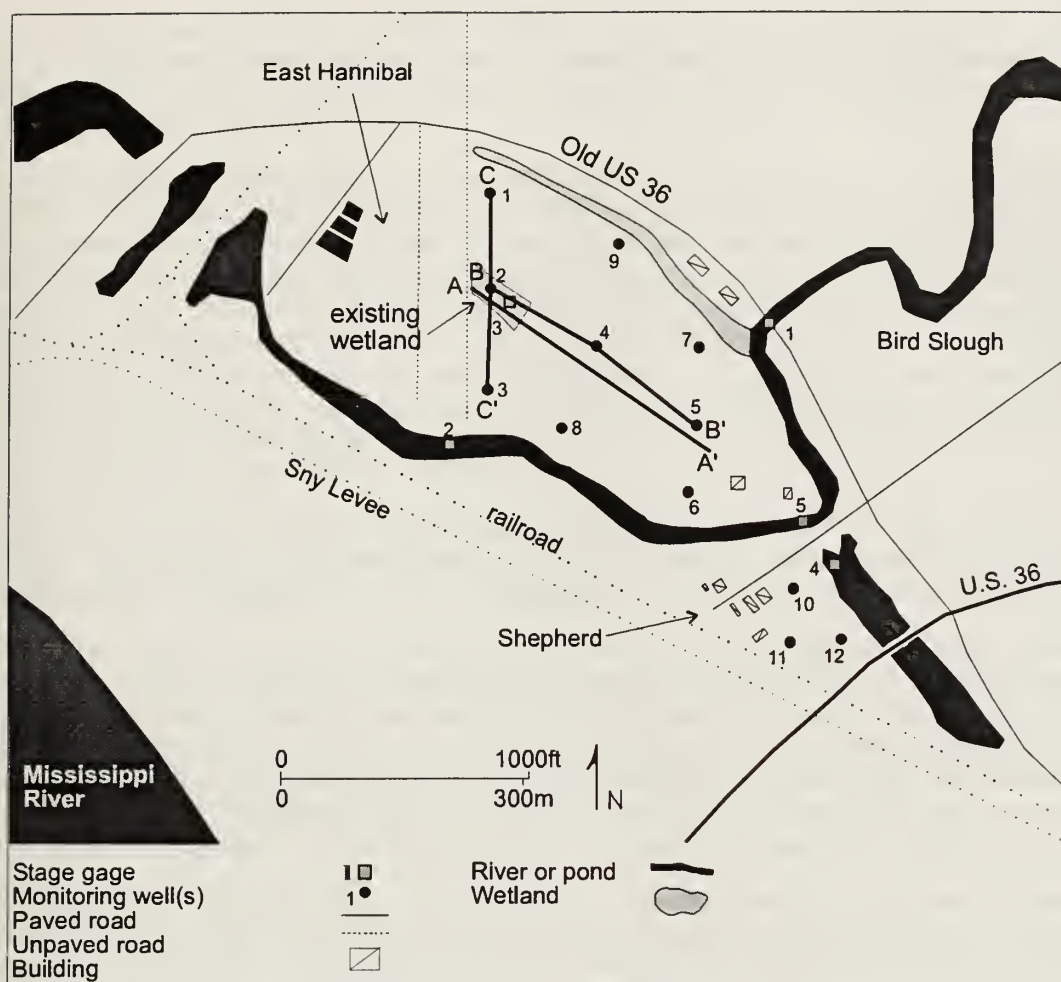 East Hannibal
Old US 36
C
1
9
B
2
A
existing
wetland
3
4
7
1
Bird Slough
3
C'
5
B'
A'
8
2
6
5
Sny Levee
railroad
4
U.S. 36
10
Shepherd
11
12
0
1000ft
0
300m
N
Mississippi
River
Stage gage
1
Monitoring well(s)
1
Paved road
Unpaved road
Building
River or pond
Wetland